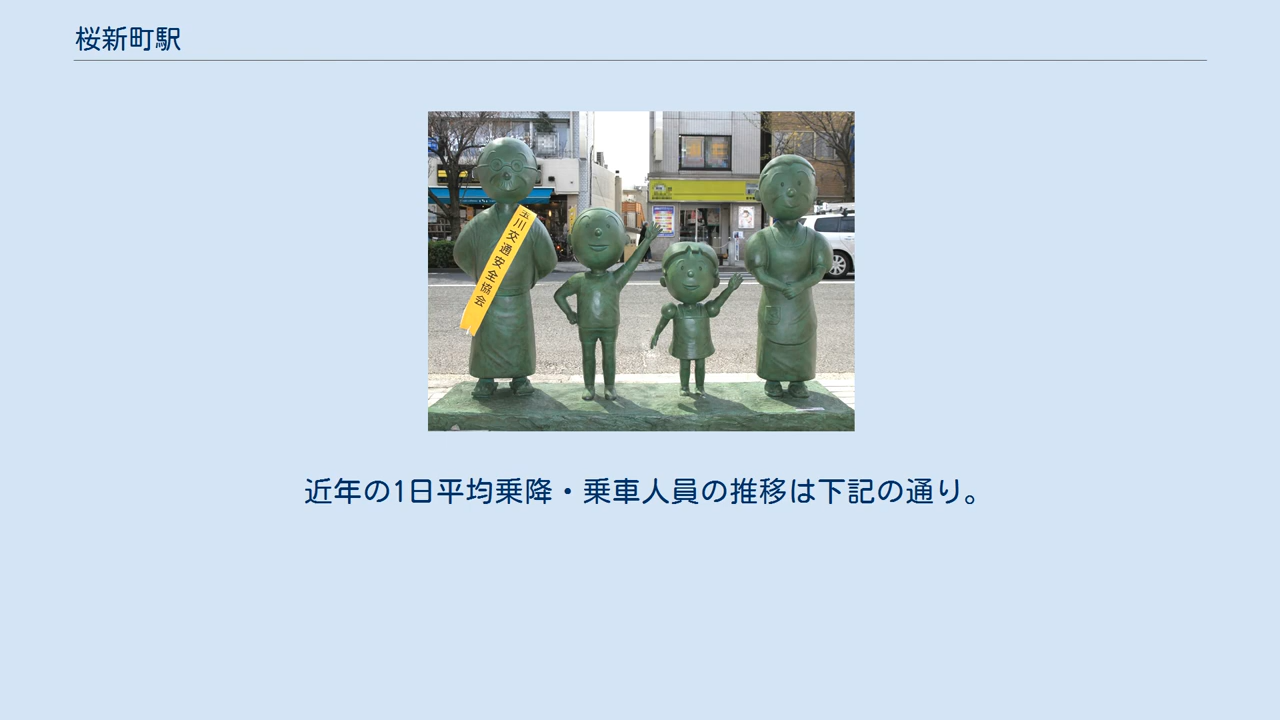 桜新町駅
玉川交通安全協会
近年の1日平均乗降・乗車人員の推移は下記の通り。